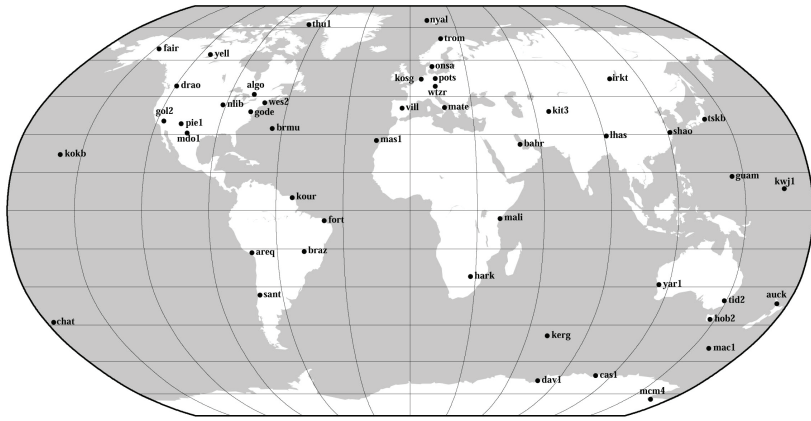 nyal
thu1
trom
fair
yell
onsa
kosg
pots
irkt
wtzr
drao
algo
nlib
wes2
gode
vill
mate
kit3
gol2
pie1
mdo1
brmu
tskb
shao
lhas
mas1
bahr
kokb
guam
kwj1
kour
fort
mali
areq
braz
hark
yar1
sant
tid2
auck
chat
hob2
kerg
mac1
cas1
dav1
mcm4